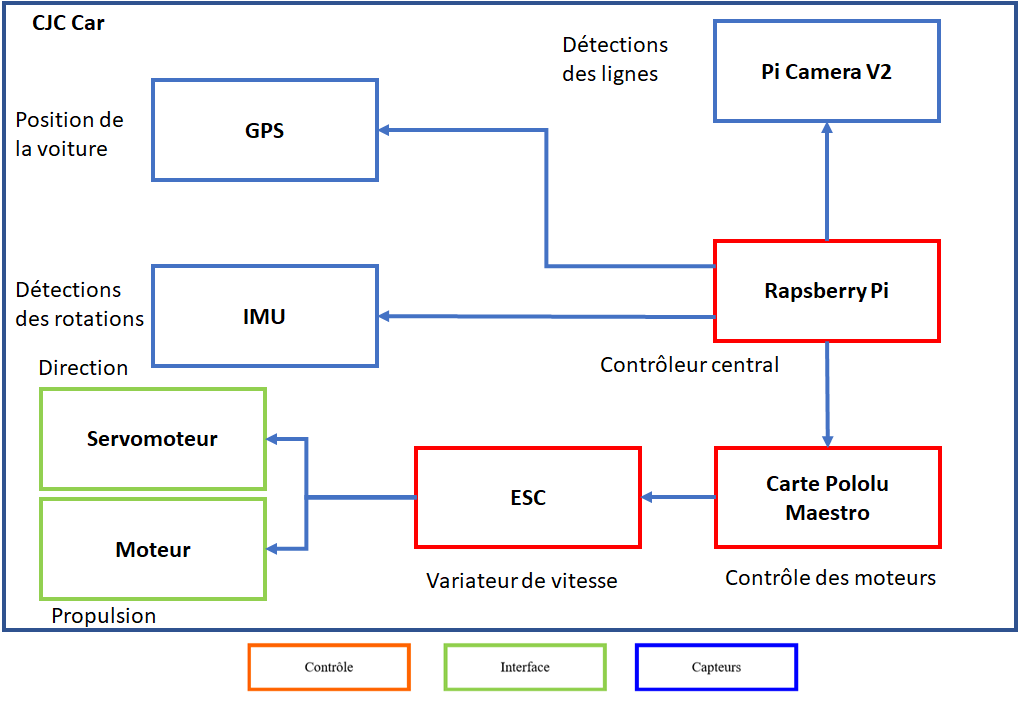 CJC Car
Détections
des lignes
Pi Camera V2
Position de
la voiture
GPS
Détections
des rotations
IMU
Rapsberry Pi
Contrôleur central
Direction
Servomoteur
Moteur
Propulsion
ESC
Variateur de vitesse
Carte Pololu
Maestro
Contrôle des moteurs
Contrôle
Interface
Capteurs